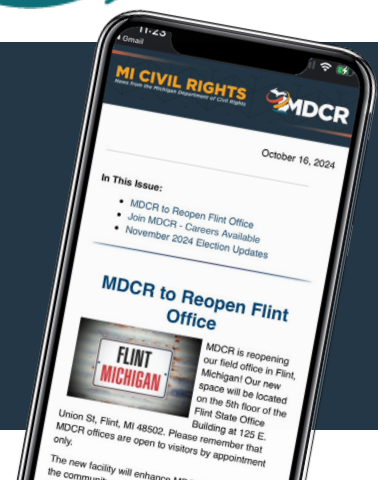 11:23
Gmail
MI CIVIL RIGHTS
News from the Michigan Department of Civil Rights
MDCR
October 16, 2024
In This Issue:
• MDCR to Reopen Flint Office
• Join MDCR - Careers Available
• November 2024 Election Updates
MDCR to Reopen Flint
Office
FLINT
MICHIGAN
MDCR is reopening
our field office in Flint,
Michigan! Our new
space will be located
on the 5th floor of the
Flint State Office
Building at 125 E.
Union St, Flint, MI 48502. Please remember that
MDCR offices are open to visitors by appointment
only.
The new facility will enhance
the